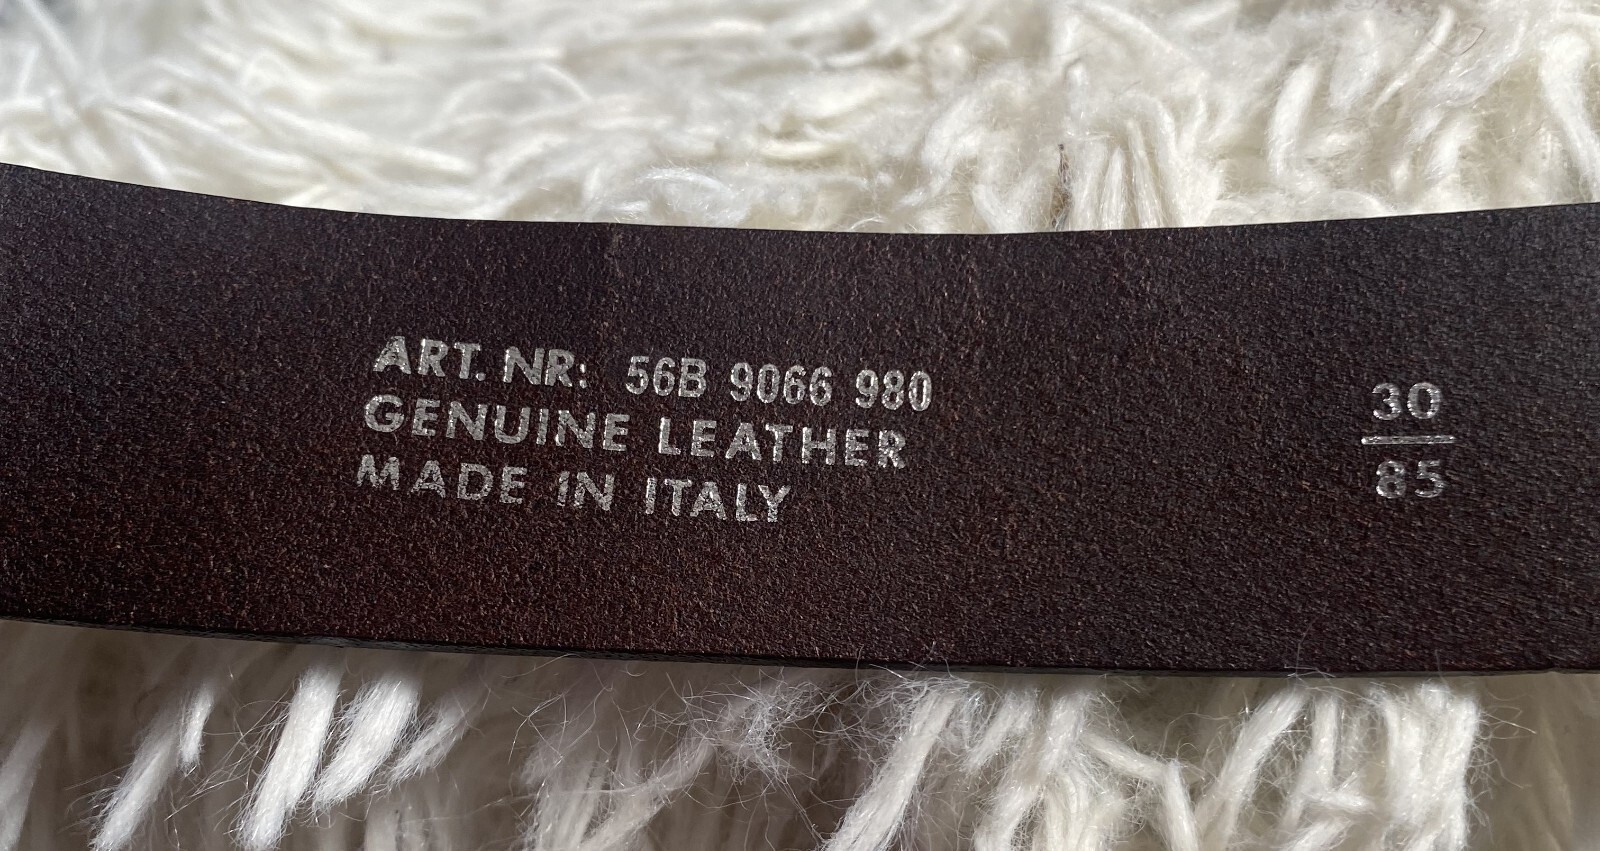 ART. NR: 56B 9066 980
GENUINE LEATHER
MADE IN ITALY
30
85